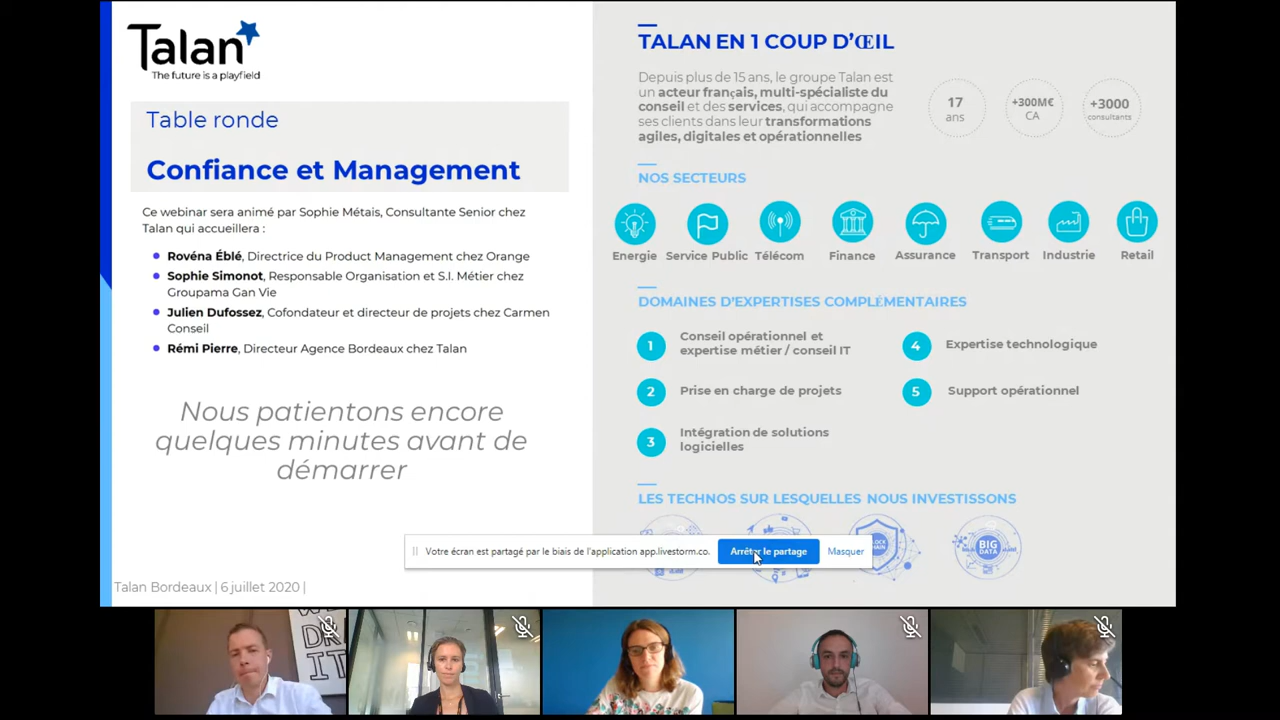 Talan
The future is a playfield
Table ronde
Confiance et Management
Ce webinar sera animé par Sophie Métais, Consultante Senior chez
Talan qui accueillera :
Rovéna Éblé, Directrice du Product Management chez Orange
Sophie Simonot, Responsable Organisation et S.I. Métier chez
Groupama Gan Vie
Julien Dufossez, Cofondateur et directeur de projets chez Carmen
Conseil
Rémi Pierre, Directeur Agence Bordeaux chez Talan
Nous patientons encore
quelques minutes avant de
démarrer
Talan Bordeaux | 6 juillet 2020 |
TALAN EN 1 COUP D'ŒIL
Depuis plus de 15 ans, le groupe Talan est
un acteur français, multi-spécialiste du
conseil et des services, qui accompagne
ses clients dans leur transformations
agiles, digitales et opérationnelles
17
ans
+300M€
CA
+3000
consultants
NOS SECTEURS
Energie
Service Public
Télécom
Finance
Assurance
Transport
Industrie
Retail
DOMAINES D'EXPERTISES COMPLÉMENTAIRES
1
Conseil opérationnel et
expertise métier / conseil IT
2
Prise en charge de projets
3
Intégration de solutions
logicielles
4
Expertise technologique
5
Support opérationnel
LES TECHNOS SUR LESQUELLES NOUS INVESTISSONS
BIG
DATA
Votre écran est partagé par le biais de l'application app.livestorm.co.
Arrêter le partage
Masquer